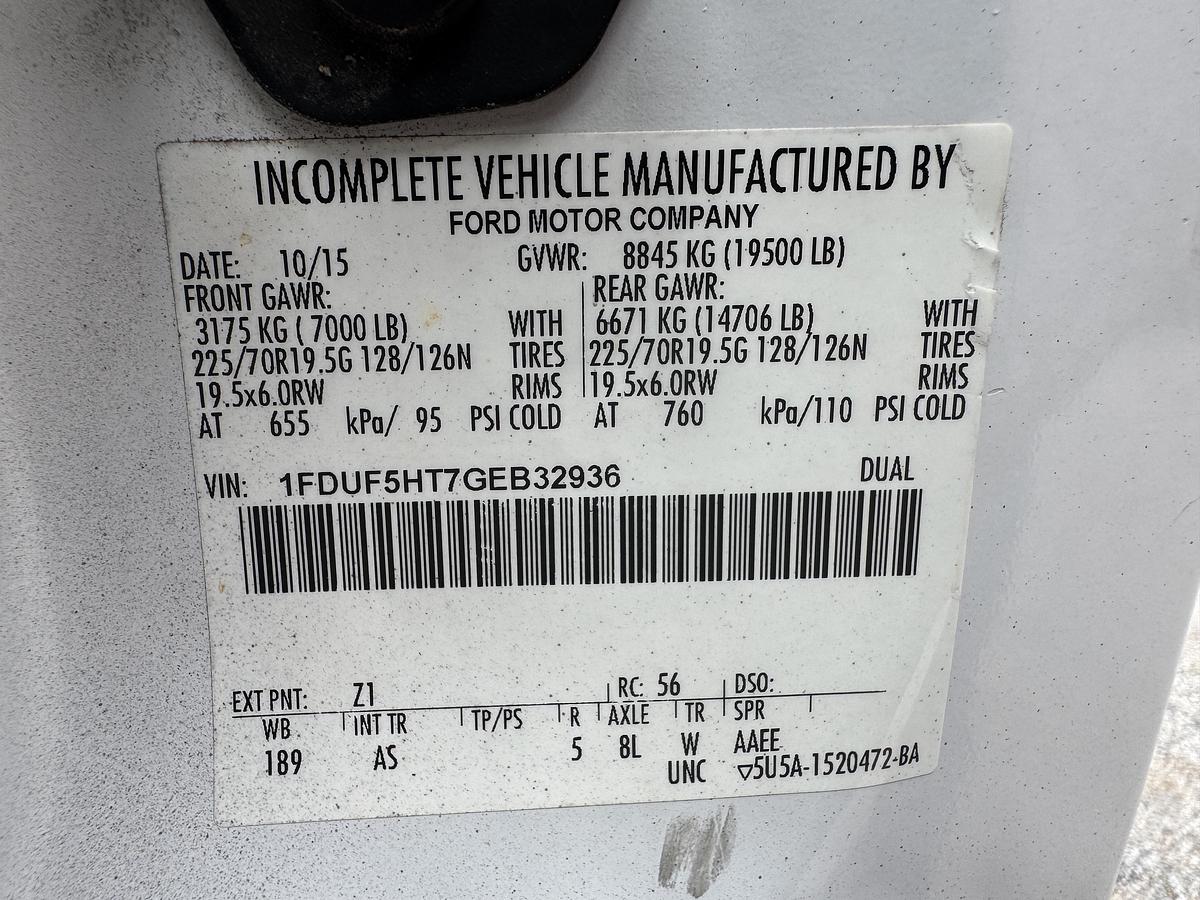 INCOMPLETE VEHICLE MANUFACTURED BY
FORD MOTOR COMPANY
DATE: 10/15 GVWR: 8845 KG (19500 LB)
FRONT GAWR: REAR GAWR:
3175 KG ( 7000 LB) WITH 6671 KG (14706 LB) WITH
225/70R19.5G 128/126N TIRES 225/70R19.5G 128/126N TIRES
19.5x6.0RW RIMS 19.5x6.0RW RIMS
AT 655 kPa/ 95 PSI COLD AT 760 kPa/110 PSI COLD
VIN: 1FDUF5HT7GEB32936 DUAL
EXT PNT: Z1 RC: 56 DSO:
WB INT TR TP/PS R AXLE TR SPR
189 AS 5 8L W AAEE
UNC ▽5U5A-1520472-BA